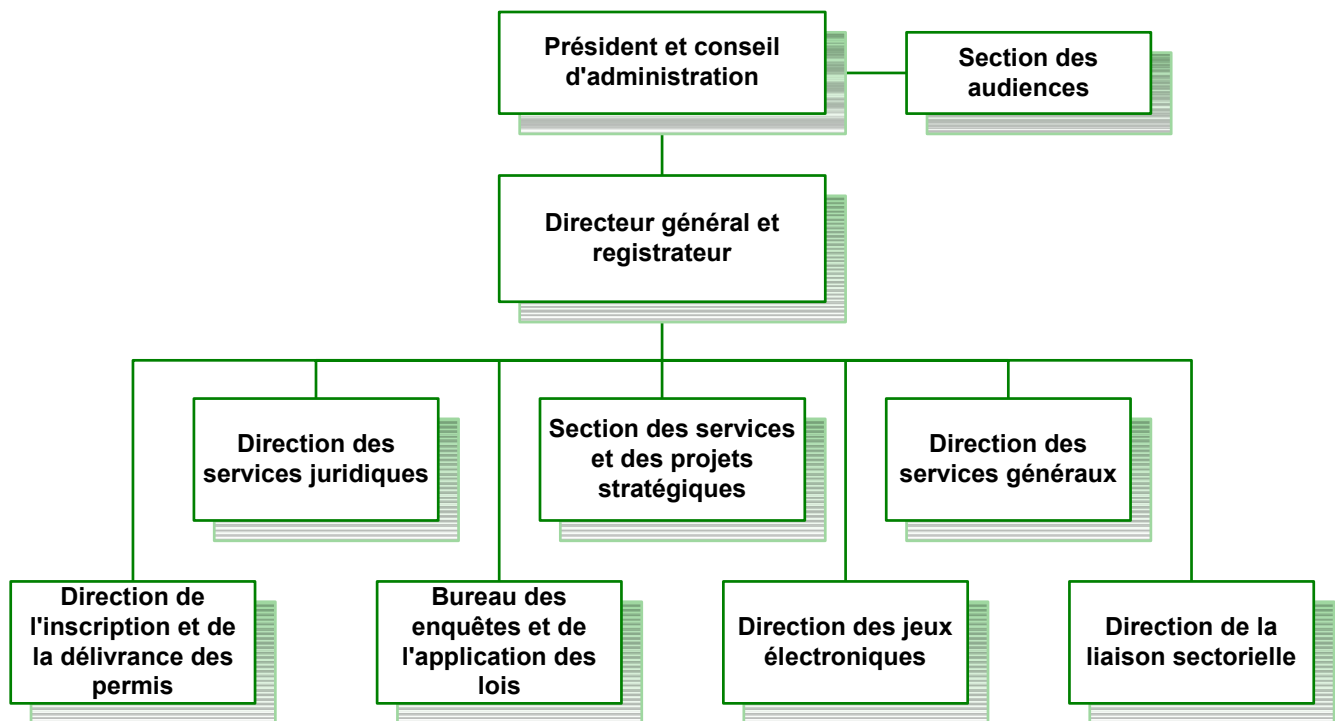 Président et conseil
d'administration
Section des
audiences
Directeur général et
registrateur
Direction des
services juridiques
Section des services
et des projets
stratégiques
Direction des
services généraux
Direction de
l'inscription et de
la délivrance des
permis
Bureau des
enquêtes et de
l'application des
lois
Direction des jeux
électroniques
Direction de la
liaison sectorielle